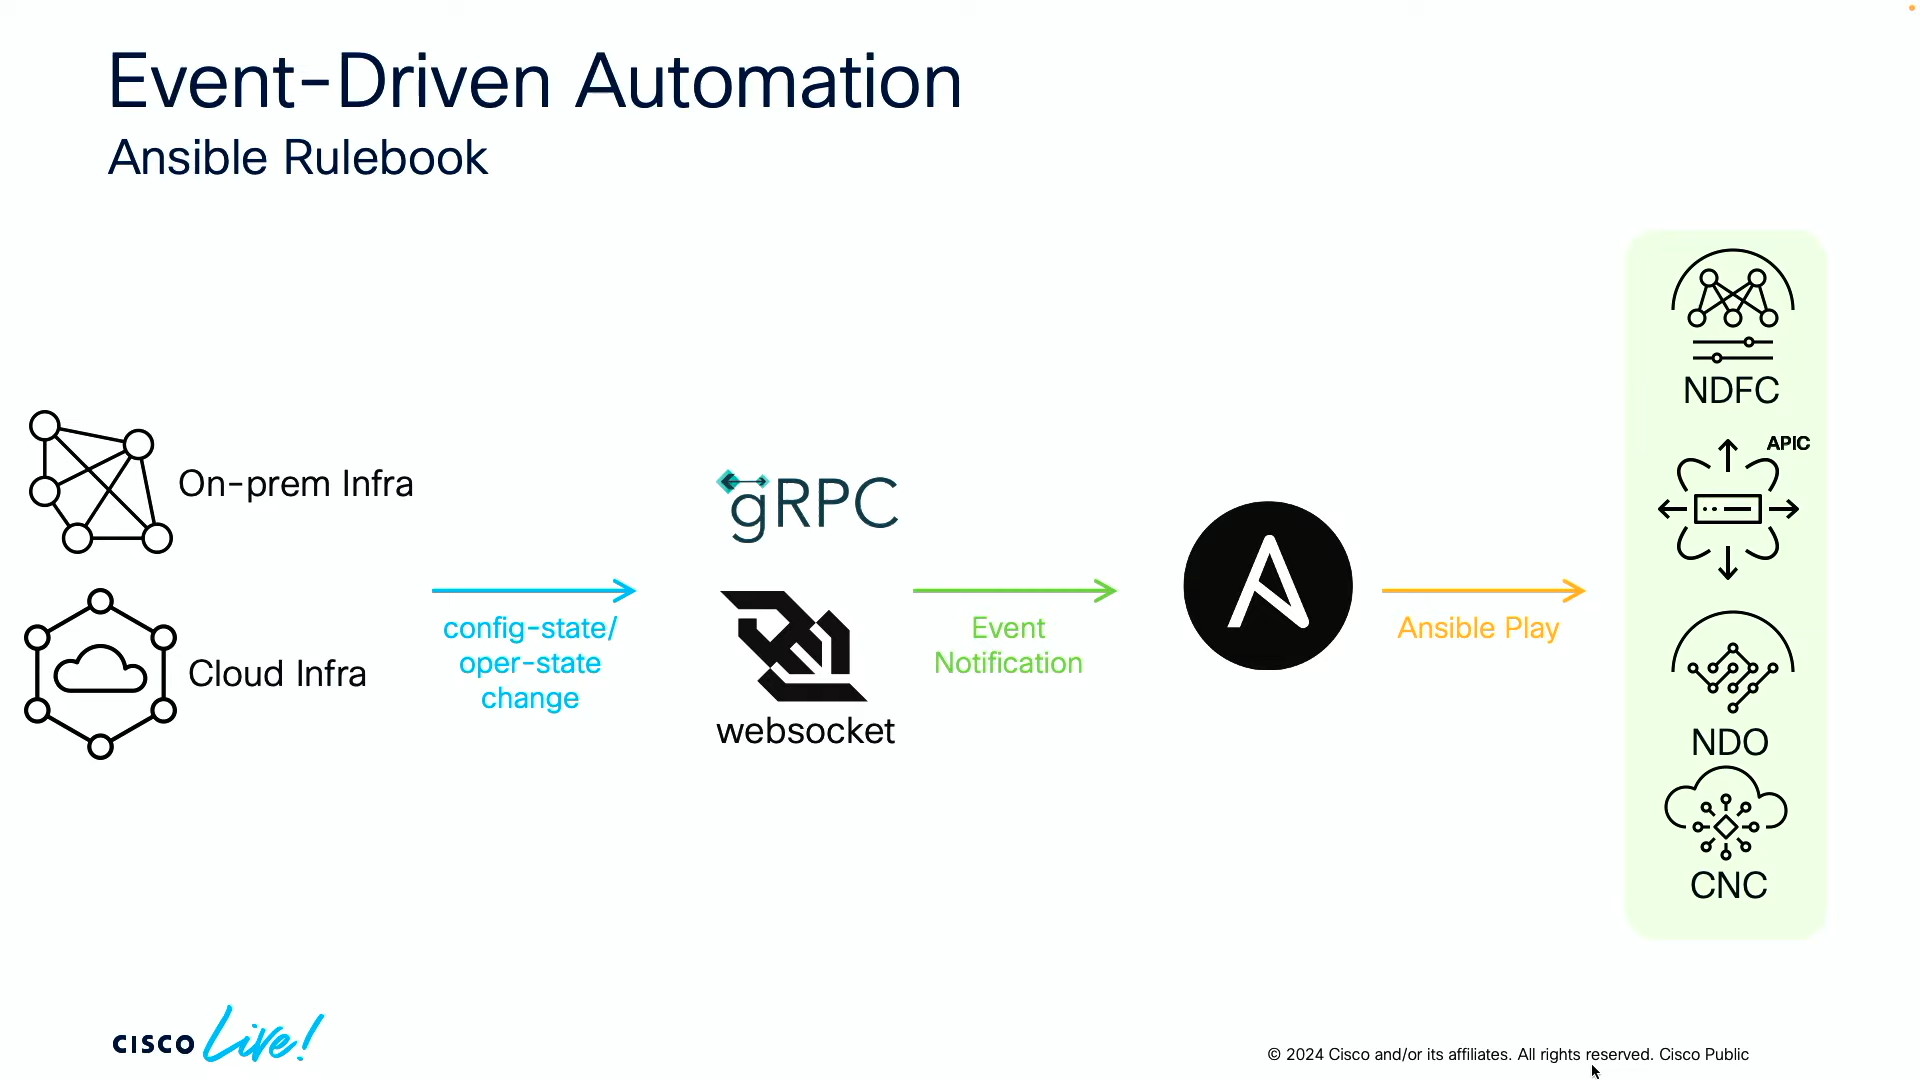 Event-Driven Automation
Ansible Rulebook
On-prem Infra
Cloud Infra
config-state/
oper-state
change
gRPC
websocket
Event
Notification
Ansible Play
NDFC
APIC
NDO
CNC
CISCO Live!
© 2024 Cisco and/or its affiliates. All rights reserved. Cisco Public